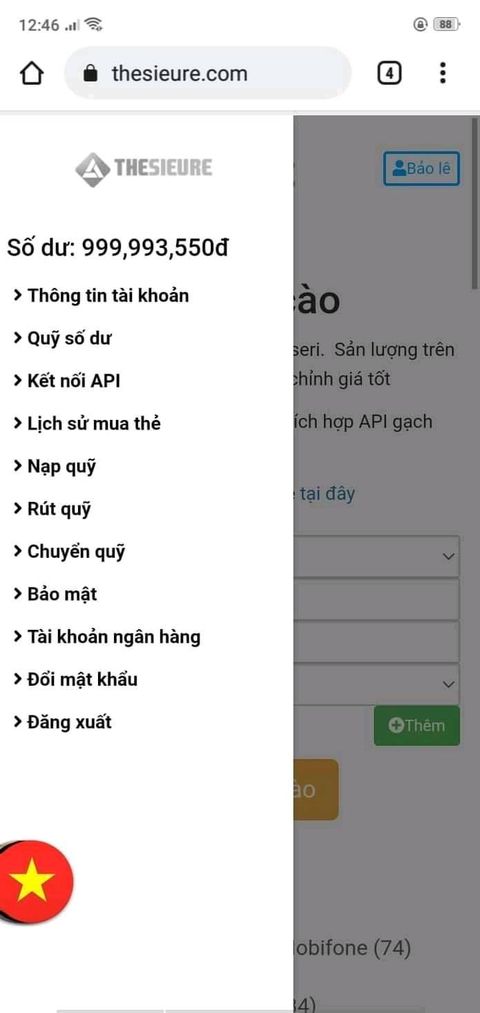 12:46
88
thesieure.com
4
THESIEURE
Bảo lê
Số dư: 999,993,550đ
Thông tin tài khoản
cào
Quỹ số dư
seri. Sản lượng trên
Kết nối API
chỉnh giá tốt
Lịch sử mua thẻ
ích hợp API gạch
Nạp quỹ
Rút quỹ
tại đây
Chuyển quỹ
Bảo mật
Tài khoản ngân hàng
Đổi mật khẩu
Đăng xuất
Thêm
ào
obifone (74)
34)